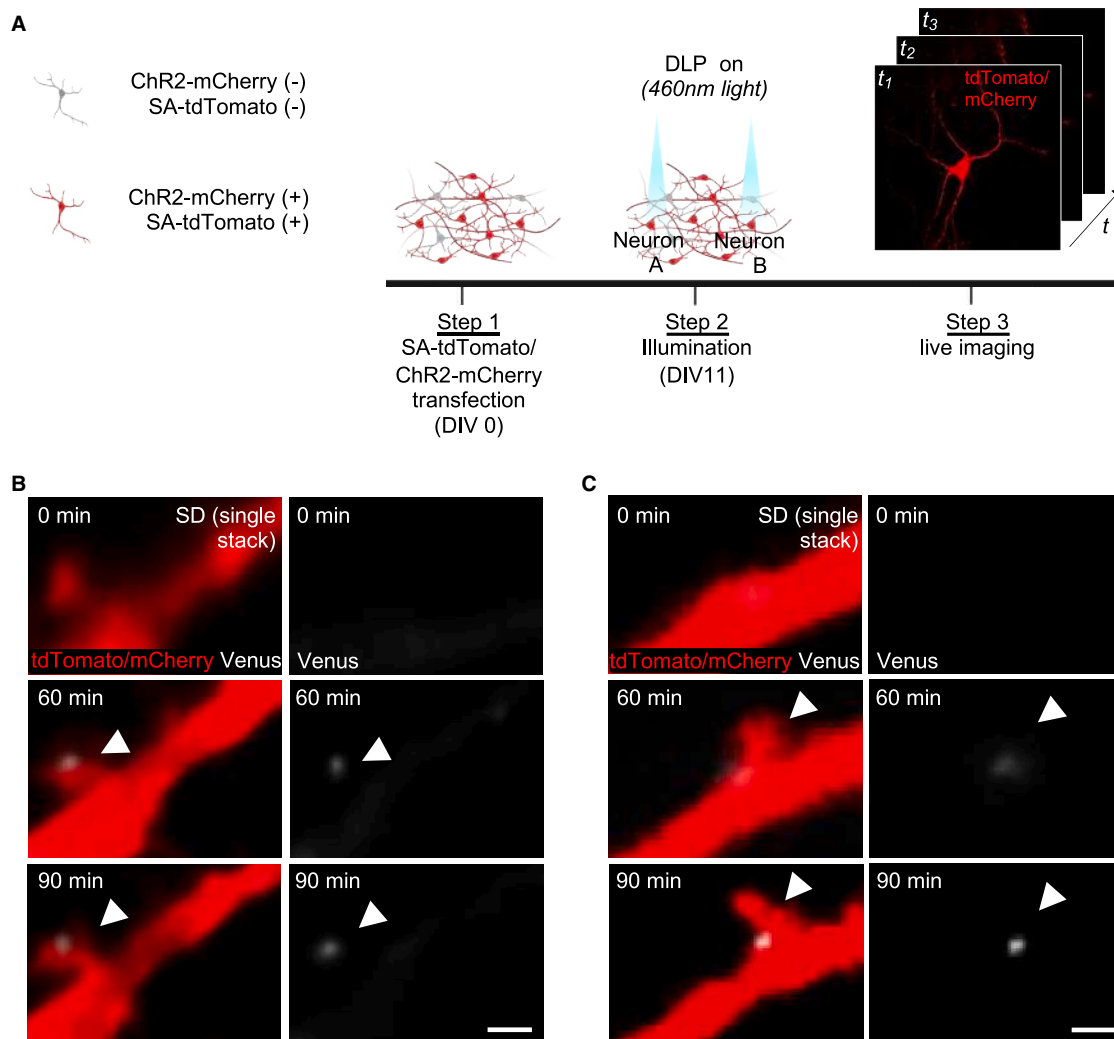 A
ChR2-mCherry (-)
SA-tdTomato (-)
ChR2-mCherry (+)
SA-tdTomato (+)
DLP on
(460nm light)
Neuron
A
Neuron
B
t3
t2
t1
tdTomato/
mCherry
t
Step 1
SA-tdTomato/
ChR2-mCherry
transfection
(DIV 0)
Step 2
Illumination
(DIV11)
Step 3
live imaging
B
0 min
SD (single
stack)
tdTomato/mCherry Venus
0 min
Venus
60 min
60 min
90 min
90 min
C
0 min
SD (single
stack)
tdTomato/mCherry Venus
0 min
Venus
60 min
60 min
90 min
90 min